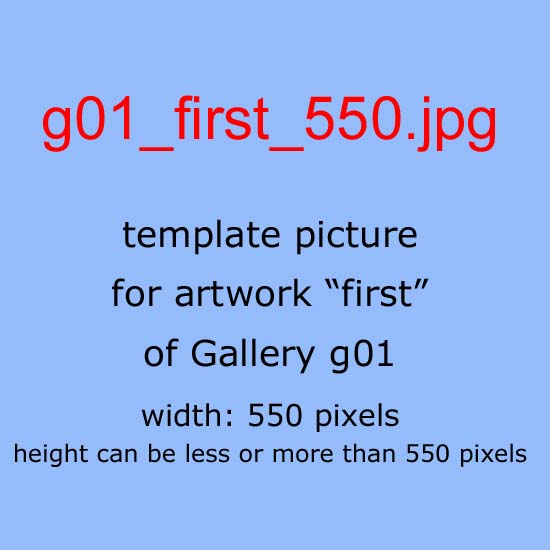 g01_first_550.jpg
template picture
for artwork “first”
of Gallery g01
width: 550 pixels
height can be less or more than 550 pixels